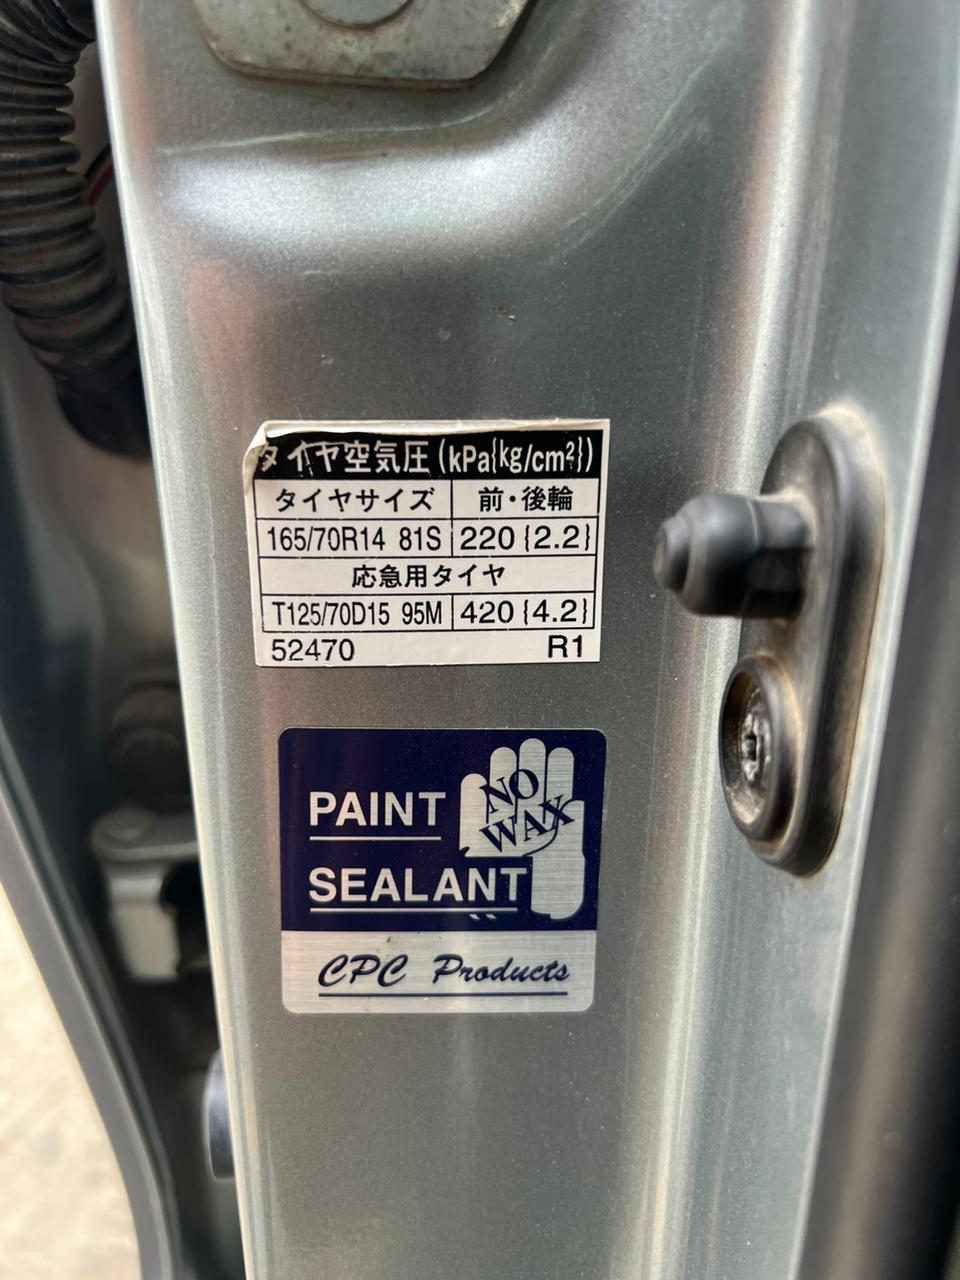 タイヤ空気圧(kPa{kg/cm²})
タイヤサイズ 前・後輪
165/70R14 81S 220{2.2}
応急用タイヤ
T125/70D15 95M 420{4.2}
52470 R1
NO
WAX
PAINT
SEALANT
CPC Products